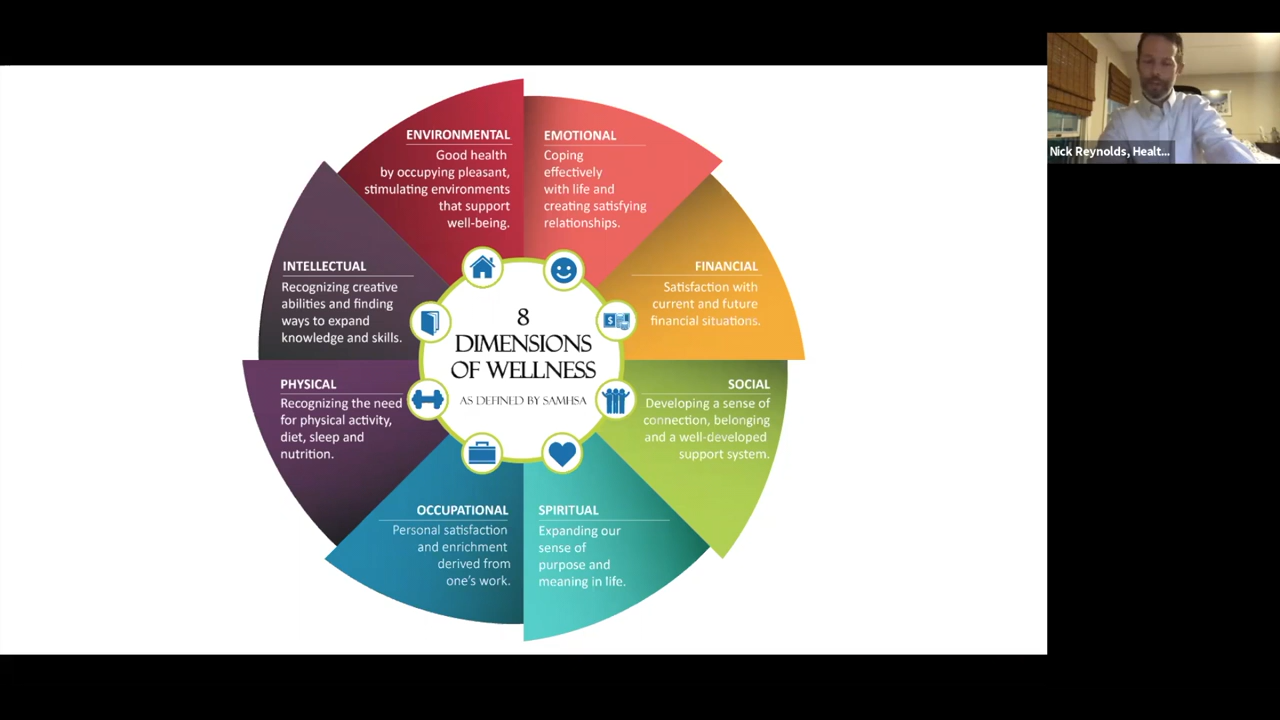 ENVIRONMENTAL
Good health
by occupying pleasant,
stimulating environments
that support
well-being.
EMOTIONAL
Coping
effectively
with life and
creating satisfying
relationships.
FINANCIAL
Satisfaction with
current and future
financial situations.
SOCIAL
Developing a sense of
connection, belonging
and a well-developed
support system.
SPIRITUAL
Expanding our
sense of
purpose and
meaning in life.
OCCUPATIONAL
Personal satisfaction
and enrichment
derived from
one's work.
PHYSICAL
Recognizing the need
for physical activity,
diet, sleep and
nutrition.
INTELLECTUAL
Recognizing creative
abilities and finding
ways to expand
knowledge and skills.
8
DIMENSIONS
OF WELLNESS
AS DEFINED BY SAMHSA
$
Nick Reynolds, Healt...